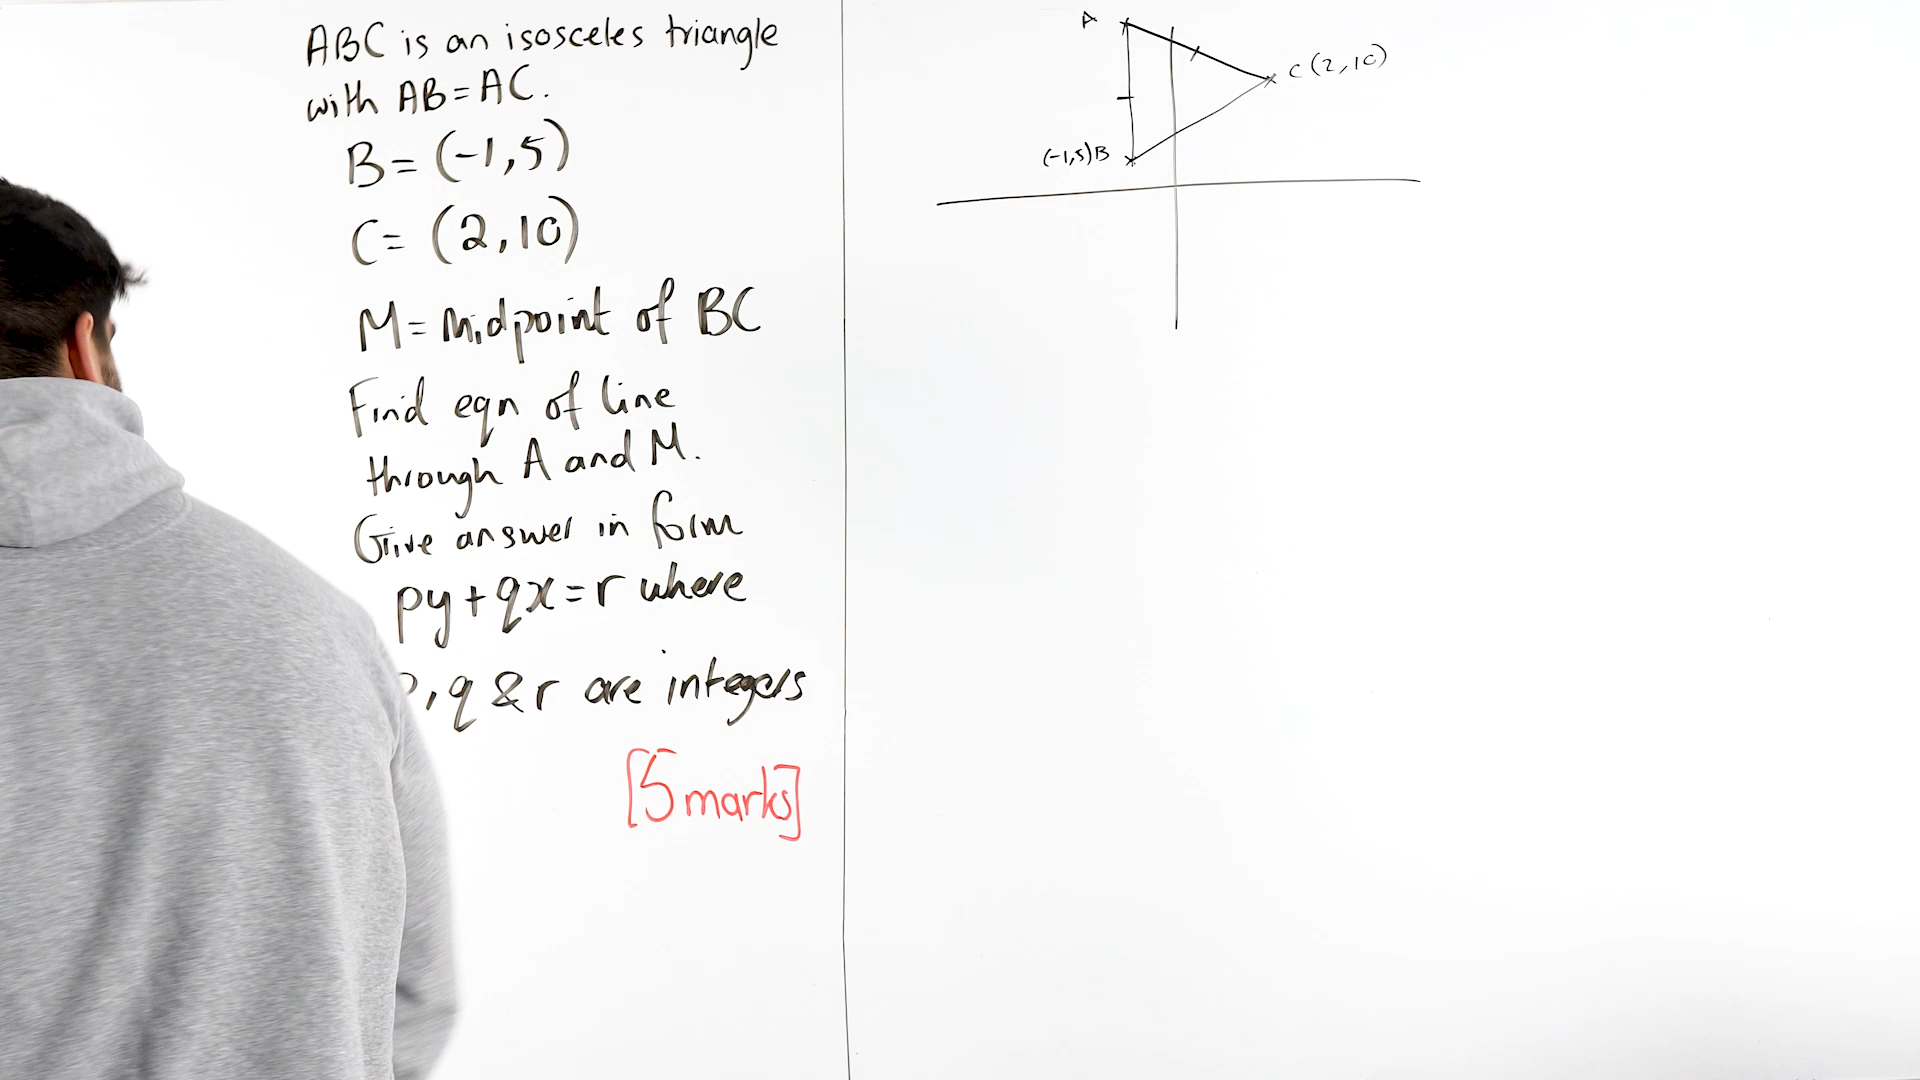 ABC is an isosceles triangle
with AB=AC.
B=(-1,5)
C=(2,10)
M=Midpoint of BC
Find eqn of line
through A and M.
Give answer in form
py+qx=r where
,q & r are integers
[5 marks]
A
C(2,10)
(-1,5)B